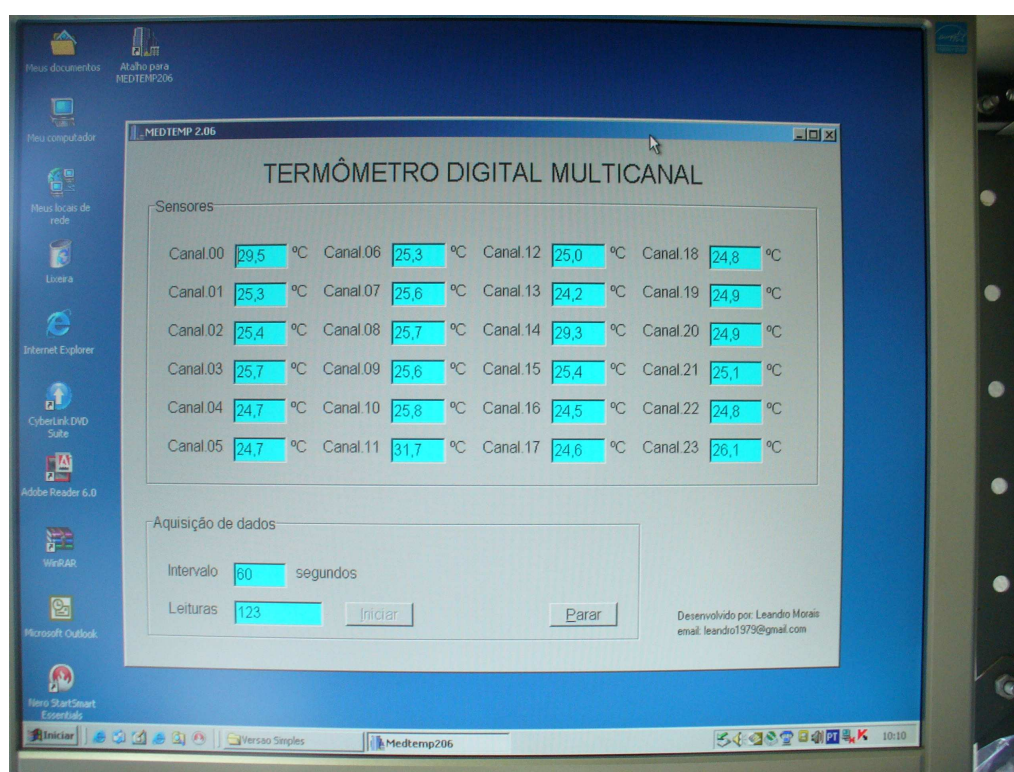 Meus documentos
Atalho para
MEDTEMP206
Meu computador
Meus locais de
rede
Lixeira
Internet Explorer
CyberLink DVD
Suite
Adobe Reader 6.0
WinRAR
Microsoft Outlook
Nero StartSmart
Essentials
MEDTEMP 2.06
TERMÔMETRO DIGITAL MULTICANAL
Sensores
Canal.00 29,5 ºC Canal.06 25,3 ºC Canal.12 25,0 ºC Canal.18 24,8 ºC
Canal.01 25,3 ºC Canal.07 25,6 ºC Canal.13 24,2 ºC Canal.19 24,9 ºC
Canal.02 25,4 ºC Canal.08 25,7 ºC Canal.14 29,3 ºC Canal.20 24,9 ºC
Canal.03 25,7 ºC Canal.09 25,6 ºC Canal.15 25,4 ºC Canal.21 25,1 ºC
Canal.04 24,7 ºC Canal.10 25,8 ºC Canal.16 24,5 ºC Canal.22 24,8 ºC
Canal.05 24,7 ºC Canal.11 31,7 ºC Canal.17 24,6 ºC Canal.23 26,1 ºC
Aquisição de dados
Intervalo 60 segundos
Leituras 123 Iniciar Parar
Desenvolvido por: Leandro Morais
email: leandro1979@gmail.com
Iniciar Versao Simples Medtemp206 PT 10:10